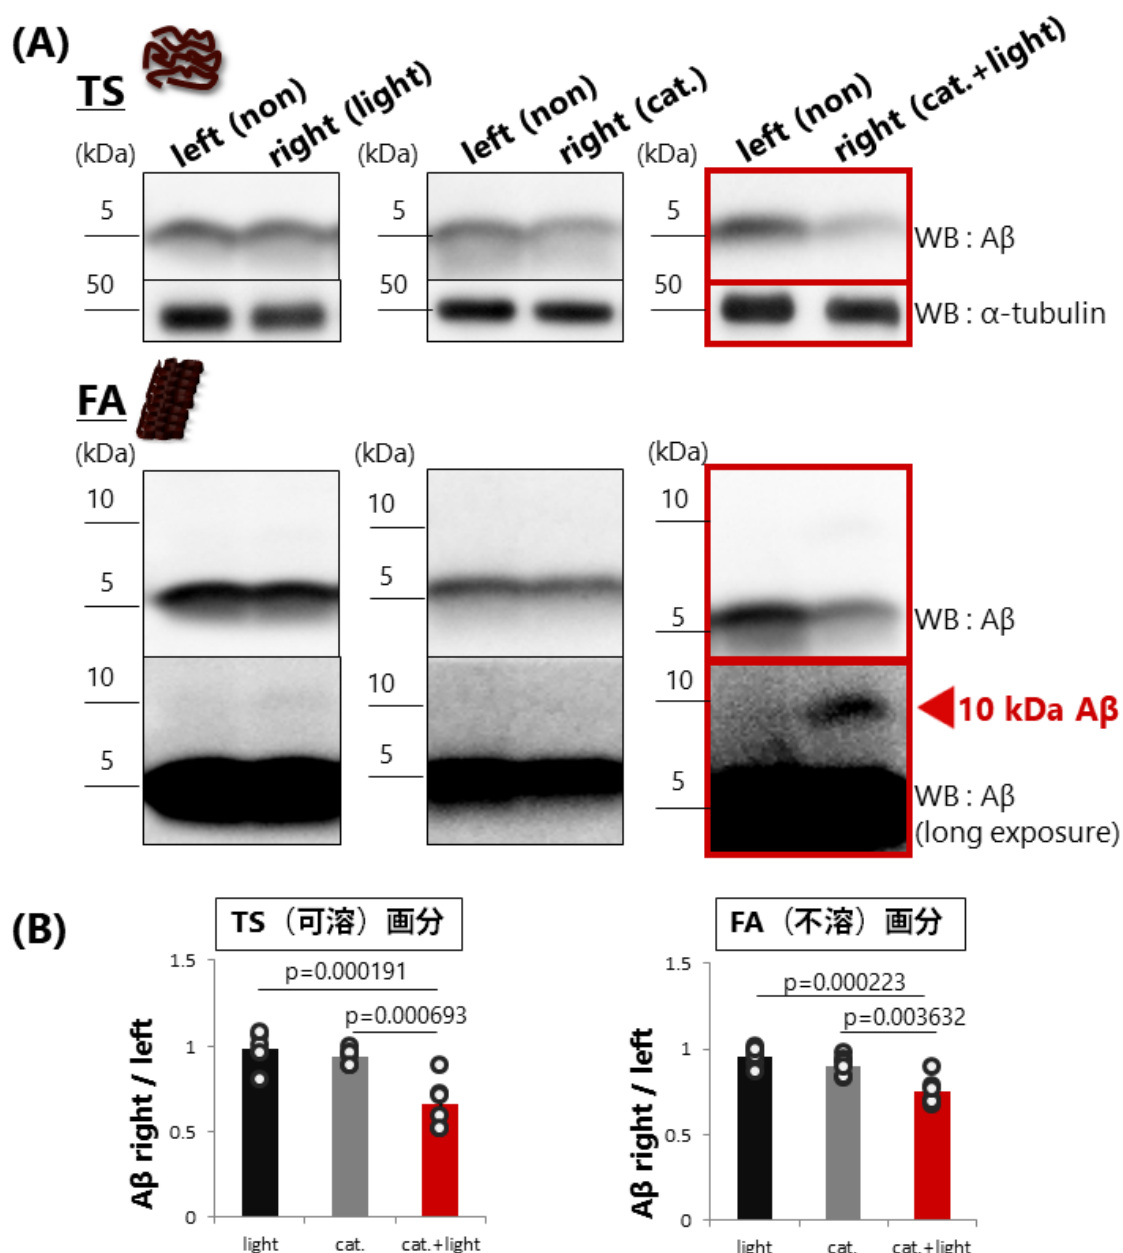 (A)
TS
left (non)
right (light)
left (non)
right (cat.)
left (non)
right (cat.+light)
(kDa)
(kDa)
(kDa)
5
5
5
WB : Aβ
50
50
50
WB : α-tubulin
FA
(kDa)
(kDa)
(kDa)
10
10
10
5
5
5
WB : Aβ
10
10
10
10 kDa Aβ
5
5
5
WB : Aβ
(long exposure)
(B)
TS（可溶）画分
1.5
1
0.5
0
Aβ right / left
p=0.000191
p=0.000693
light
cat.
cat.+light
FA（不溶）画分
1.5
1
0.5
0
Aβ right / left
p=0.000223
p=0.003632
light
cat.
cat.+light